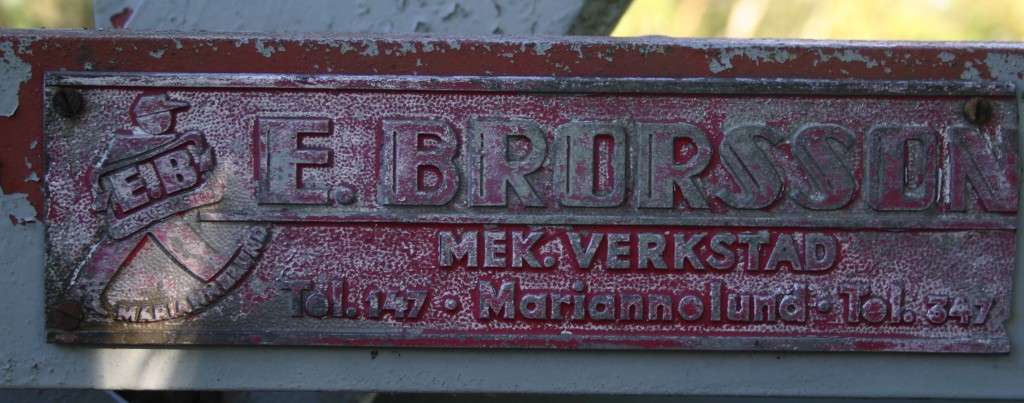 E.B
MARIANNELUND
E. BRORSSON
MEK. VERKSTAD
Tel. 147 · Mariannelund · Tel. 347